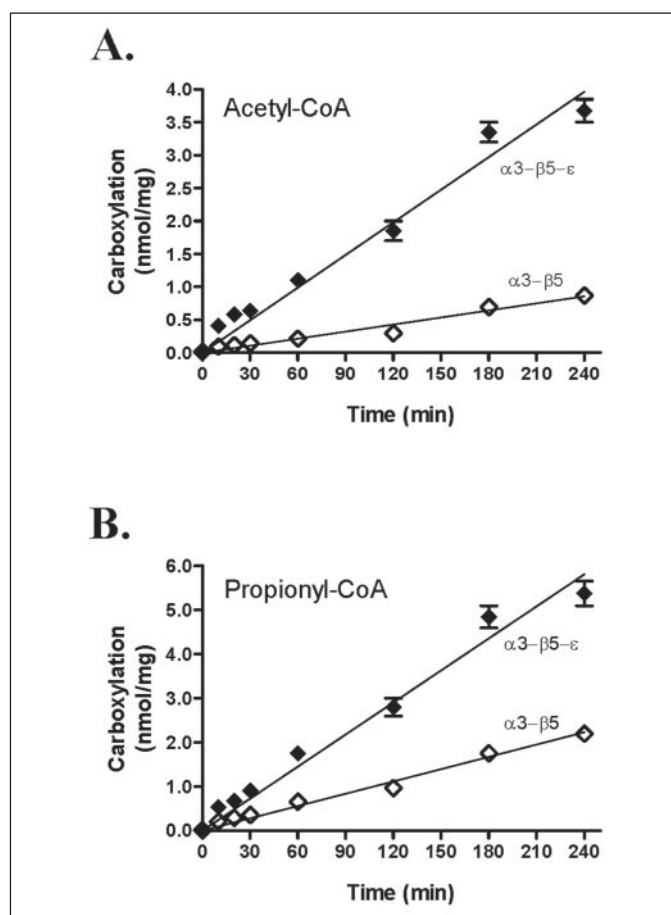 A.
Acetyl-CoA
Carboxylation
(nmol/mg)
4.0
3.5
3.0
2.5
2.0
1.5
1.0
0.5
0.0
α3−β5−ε
α3−β5
0 30 60 90 120 150 180 210 240
Time (min)
B.
Propionyl-CoA
Carboxylation
(nmol/mg)
6.0
5.0
4.0
3.0
2.0
1.0
0.0
α3−β5−ε
α3−β5
0 30 60 90 120 150 180 210 240
Time (min)